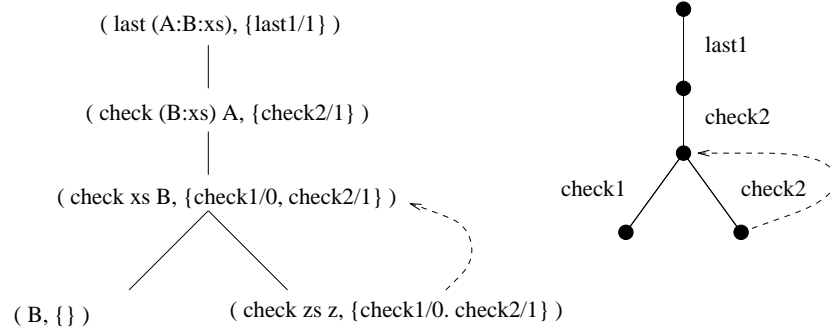 ( last (A:B:xs), {last1/1} )
last1
( check (B:xs) A, {check2/1} )
check2
( check xs B, {check1/0, check2/1} )
check1
check2
( B, {} )
( check zs z, {check1/0. check2/1} )